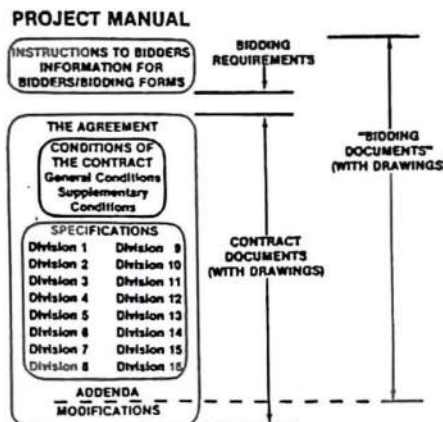 PROJECT MANUAL
INSTRUCTIONS TO BIDDERS
INFORMATION FOR
BIDDERS/BIDDING FORMS
BIDDING
REQUIREMENTS
THE AGREEMENT
CONDITIONS OF
THE CONTRACT
General Conditions
Supplementary
Conditions
SPECIFICATIONS
Division 1 Division 9
Division 2 Division 10
Division 3 Division 11
Division 4 Division 12
Division 5 Division 13
Division 6 Division 14
Division 7 Division 15
Division 8 Division 16
ADDENDA
MODIFICATIONS
CONTRACT
DOCUMENTS
(WITH DRAWINGS)
"BIDDING
DOCUMENTS"
(WITH DRAWINGS